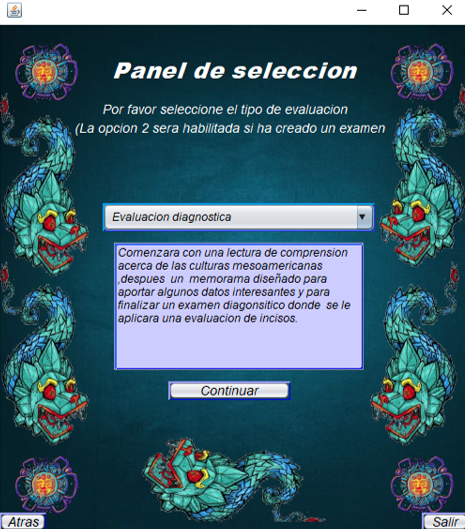 Panel de seleccion
Por favor seleccione el tipo de evaluacion
(La opcion 2 sera habilitada si ha creado un examen
Evaluacion diagnostica
Comenzara con una lectura de comprension
acerca de las culturas mesoamericanas
,despues un memorama diseñado para
aportar algunos datos interesantes y para
finalizar un examen diagonsitico donde se le
aplicara una evaluacion de incisos.
Continuar
Atras
Salir